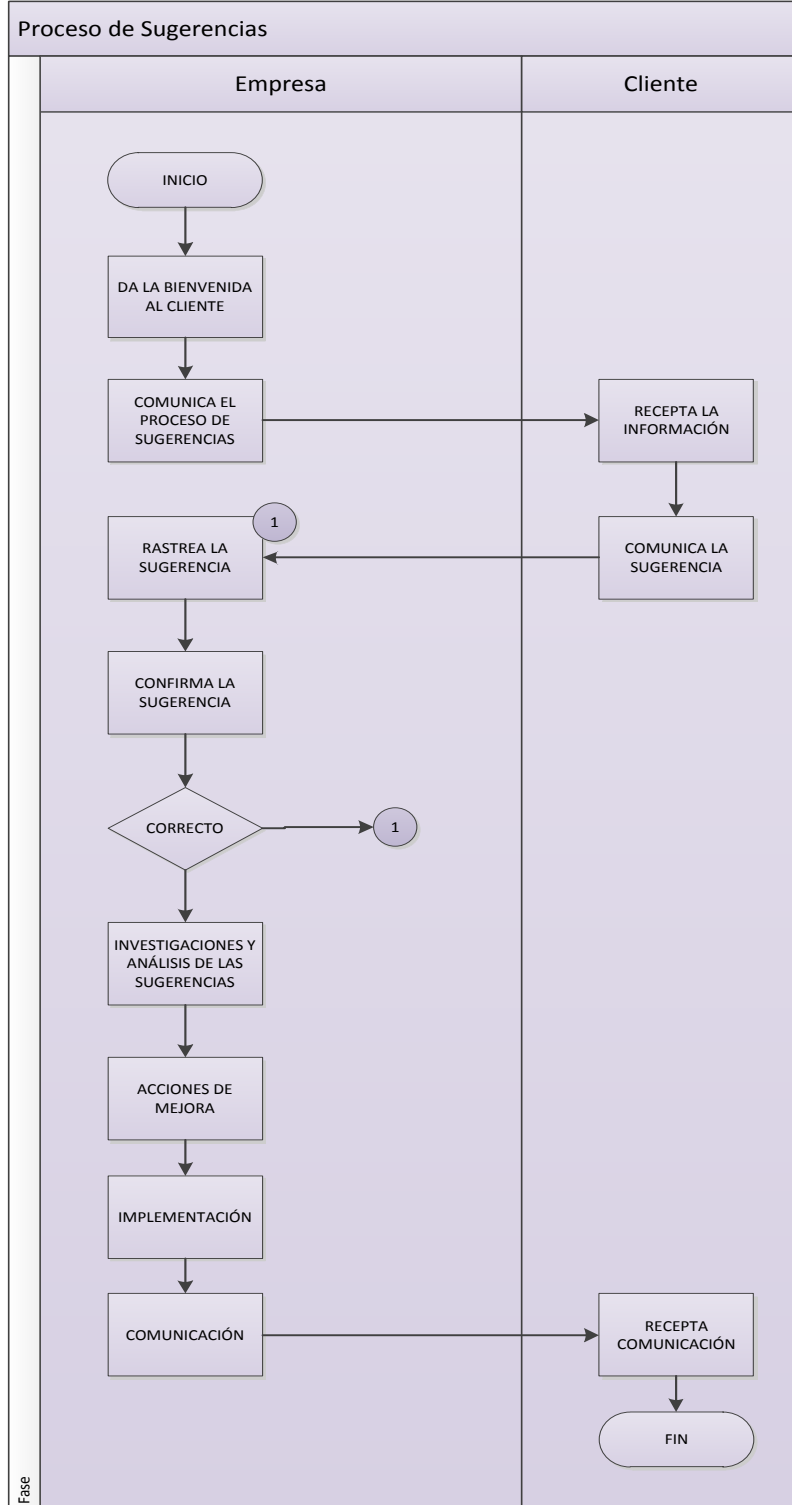 Proceso de Sugerencias
Empresa
Cliente
INICIO
DA LA BIENVENIDA
AL CLIENTE
COMUNICA EL
PROCESO DE
SUGERENCIAS
RECEPTA LA
INFORMACIÓN
1
RASTREA LA
SUGERENCIA
COMUNICA LA
SUGERENCIA
CONFIRMA LA
SUGERENCIA
CORRECTO
1
INVESTIGACIONES Y
ANÁLISIS DE LAS
SUGERENCIAS
ACCIONES DE
MEJORA
IMPLEMENTACIÓN
COMUNICACIÓN
RECEPTA
COMUNICACIÓN
FIN
Fase